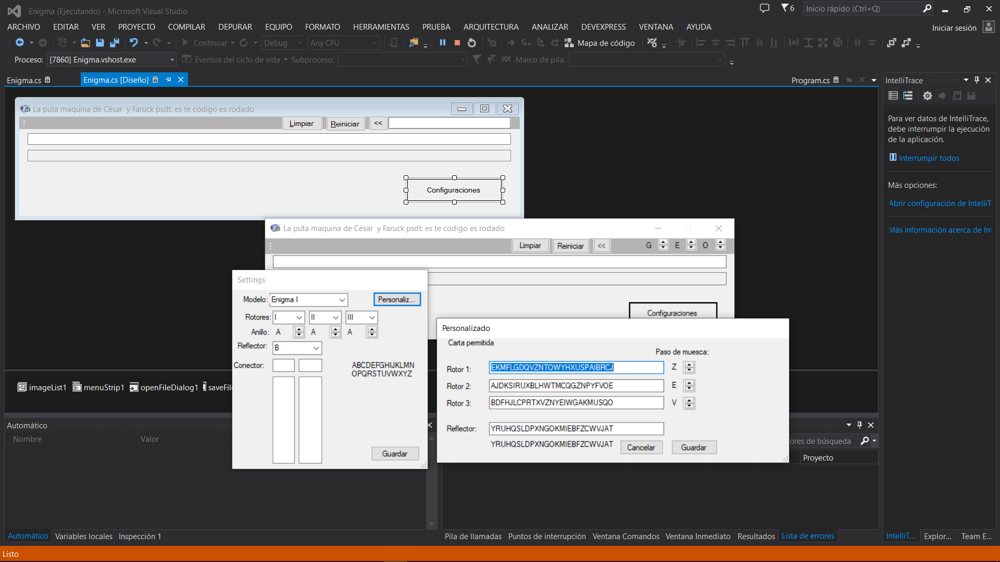 Enigma (Ejecutando) - Microsoft Visual Studio
6
Inicio rápido (Ctrl+Q)
ARCHIVO EDITAR VER PROYECTO COMPILAR DEPURAR EQUIPO FORMATO HERRAMIENTAS PRUEBA ARQUITECTURA ANALIZAR DEVEXPRESS VENTANA AYUDA
Iniciar sesión
Continuar Debug Any CPU Mapa de código
Proceso: [7860] Enigma.vshost.exe Eventos del ciclo de vida Subproceso: Marco de pila:
Enigma.cs Enigma.cs [Diseño] Program.cs
La puta maquina de César y Faruck psdt: es te codigo es rodado
Limpiar Reiniciar <<
Configuraciones
La puta maquina de César y Faruck psdt: es te codigo es rodado
Limpiar Reiniciar << G E O
Configuraciones
Settings
Modelo: Enigma I Personaliz...
Rotores: I II III
Anillo: A A A
Reflector: B
Conector: ABCDEFGHIJKLMN
OPQRSTUVWXYZ
Guardar
Personalizado
Carta permitida
Paso de muesca:
Rotor 1: EKMFLGDQVZNTOWYHXUSPAIBRCJ Z
Rotor 2: AJDKSIRUXBLHWTMCQGZNPYFVOE E
Rotor 3: BDFHJLCPRTXVZNYEIWGAKMUSQO V
Reflector: YRUHQSLDPXNGOKMIEBFZCWVJAT
YRUHQSLDPXNGOKMIEBFZCWVJAT Cancelar Guardar
imageList1 menuStrip1 openFileDialog1 saveFil
Automático
Nombre Valor
ores de búsqueda
Proyecto
Automático Variables locales Inspección 1
Pila de llamadas Puntos de interrupción Ventana Comandos Ventana Inmediato Resultados Lista de errores
IntelliTrace
Para ver datos de IntelliTrace,
debe interrumpir la ejecución
de la aplicación.
Interrumpir todos
Más opciones:
Abrir configuración de IntelliT
Más información acerca de Int
IntelliT... Explor... Team E...
Listo